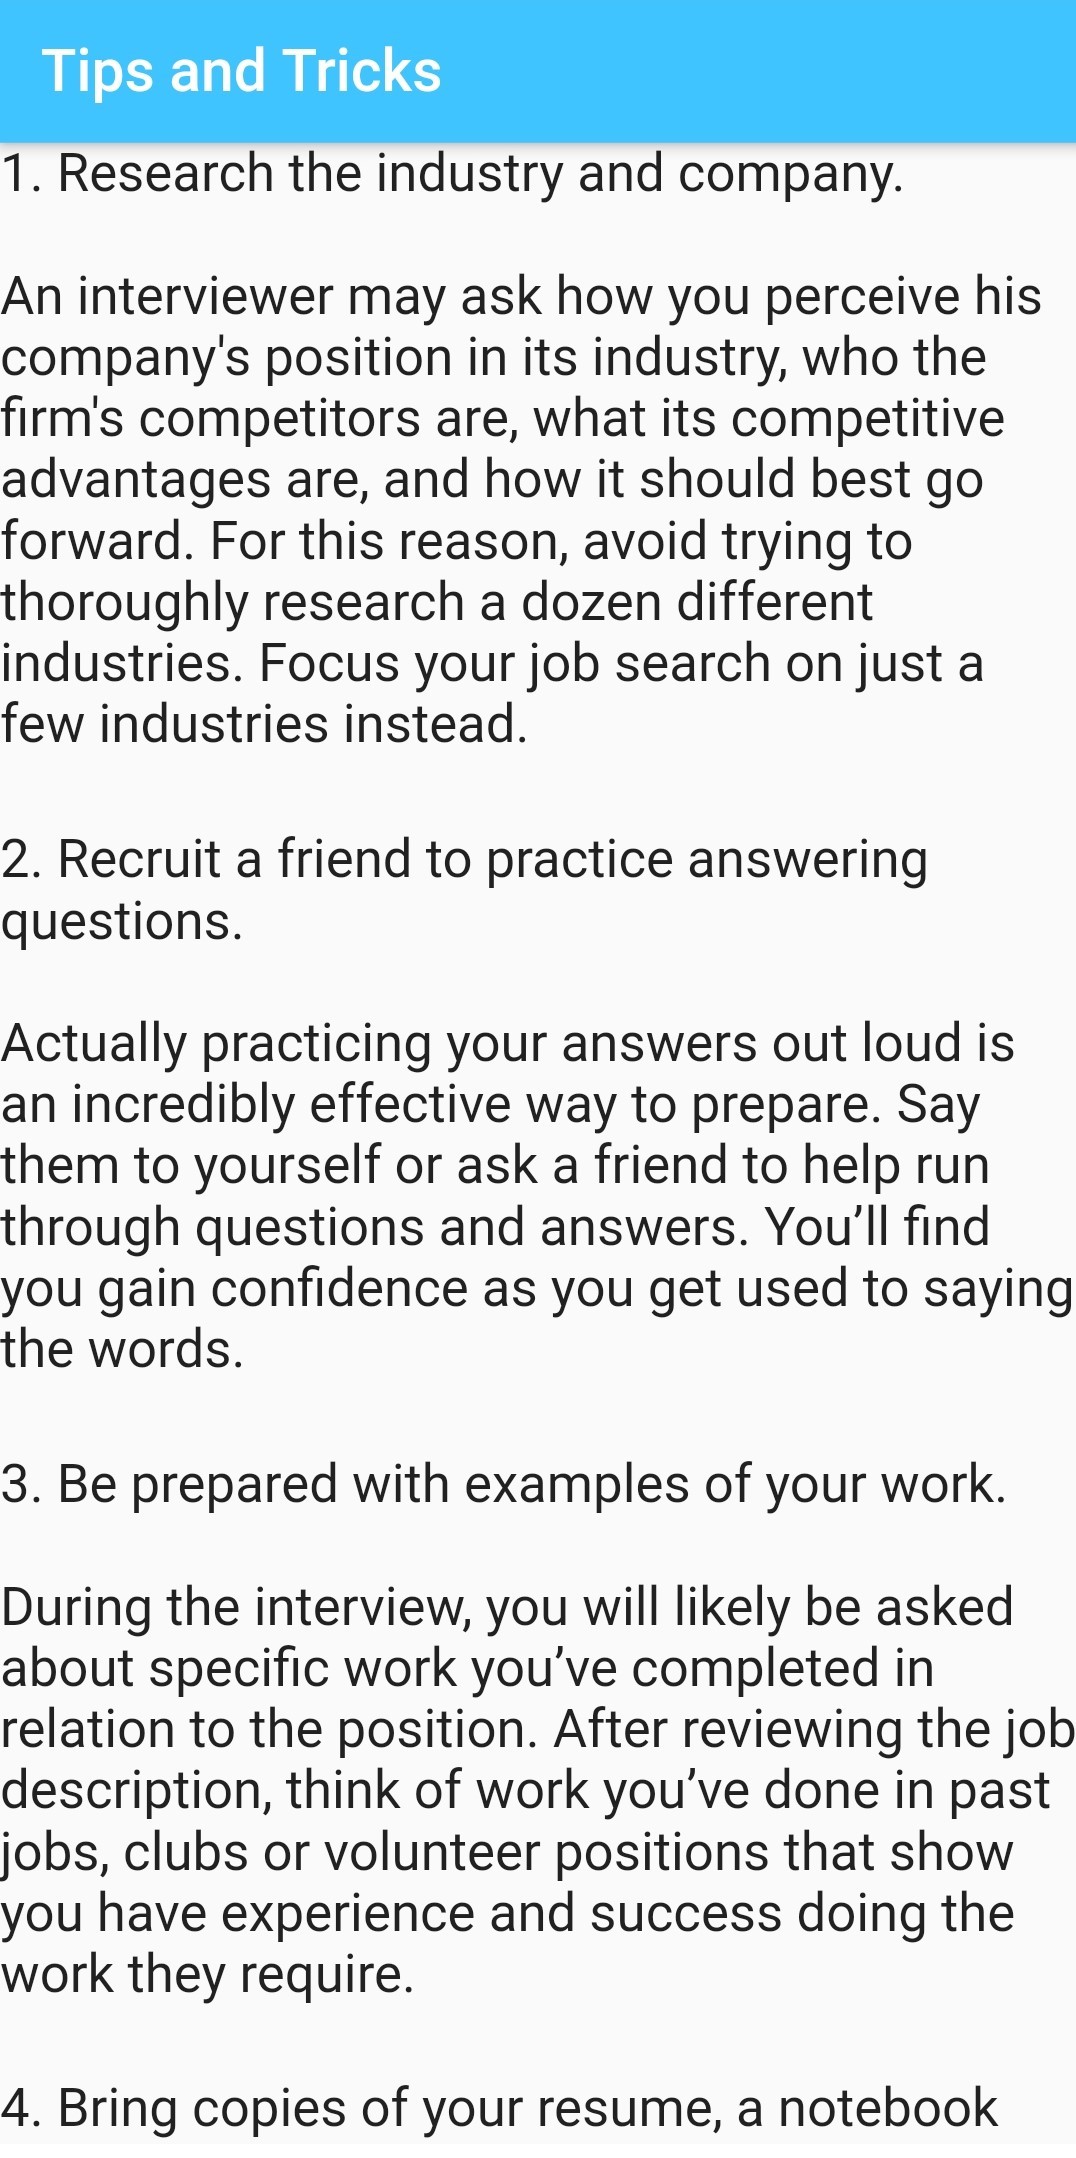 Tips and Tricks
1. Research the industry and company.
An interviewer may ask how you perceive his
company's position in its industry, who the
firm's competitors are, what its competitive
advantages are, and how it should best go
forward. For this reason, avoid trying to
thoroughly research a dozen different
industries. Focus your job search on just a
few industries instead.
2. Recruit a friend to practice answering
questions.
Actually practicing your answers out loud is
an incredibly effective way to prepare. Say
them to yourself or ask a friend to help run
through questions and answers. You’ll find
you gain confidence as you get used to saying
the words.
3. Be prepared with examples of your work.
During the interview, you will likely be asked
about specific work you’ve completed in
relation to the position. After reviewing the job
description, think of work you’ve done in past
jobs, clubs or volunteer positions that show
you have experience and success doing the
work they require.
4. Bring copies of your resume, a notebook